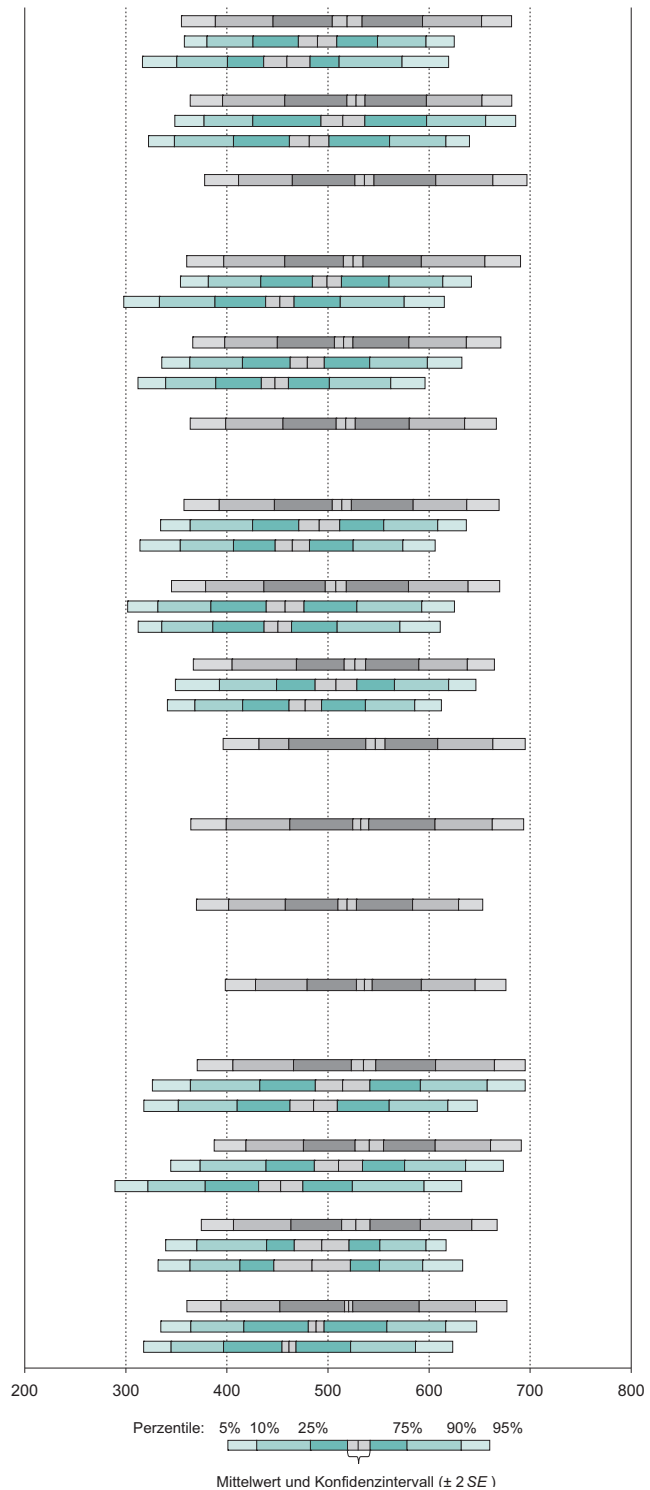 200 300 400 500 600 700 800
Perzentile: 5% 10% 25% 75% 90% 95%
Mittelwert und Konfidenzintervall (± 2 SE)